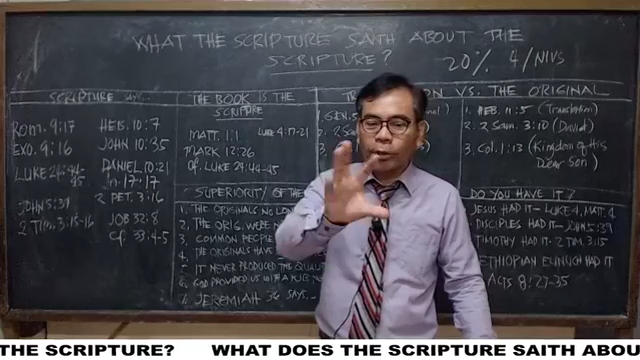 WHAT THE SCRIPTURE SAITH ABOUT THE
SCRIPTURE?
20% 4/NIVS
SCRIPTURE SAYS...
ROM. 9:17
EXO. 9:16
LUKE 24:44-45
JOHN 5:39
2 TIM. 3:15-16
HEB. 10:7
JOHN 10:35
DANIEL 10:21
Jn. 17:17
2 PET. 3:16
JOB 32:8
Cf. 33:4-5
THE BOOK IS THE
SCRIPTURE
MATT. 1:1
LUKE 4:17-21
MARK 12:26
Cf. LUKE 24:44-45
ON VS. THE ORIGINAL
1. HEB. 11:5 (Translation)
2. 2 Sam. 3:10 (David)
3. Col. 1:13 (Kingdom of His
Dear Son)
"SUPERIORITY OF THE
1. THE ORIGINALS NO LON
2. THE ORIG. WERE N
3. COMMON PEOPLE
4. THE ORIGINALS HAVE
5. IT NEVER PRODUCED THE
6. GOD PROVIDED US WITH A KJB
7. JEREMIAH 36 SAYS...
DO YOU HAVE IT?
JESUS HAD IT - LUKE 4, MATT. 4
DISCIPLES HAD IT - JOHN 5:39
TIMOTHY HAD IT - 2 TIM. 3:15
ETHIOPIAN EUNUCH HAD IT
ACTS 8:27-35
THE SCRIPTURE? WHAT DOES THE SCRIPTURE SAITH ABOU